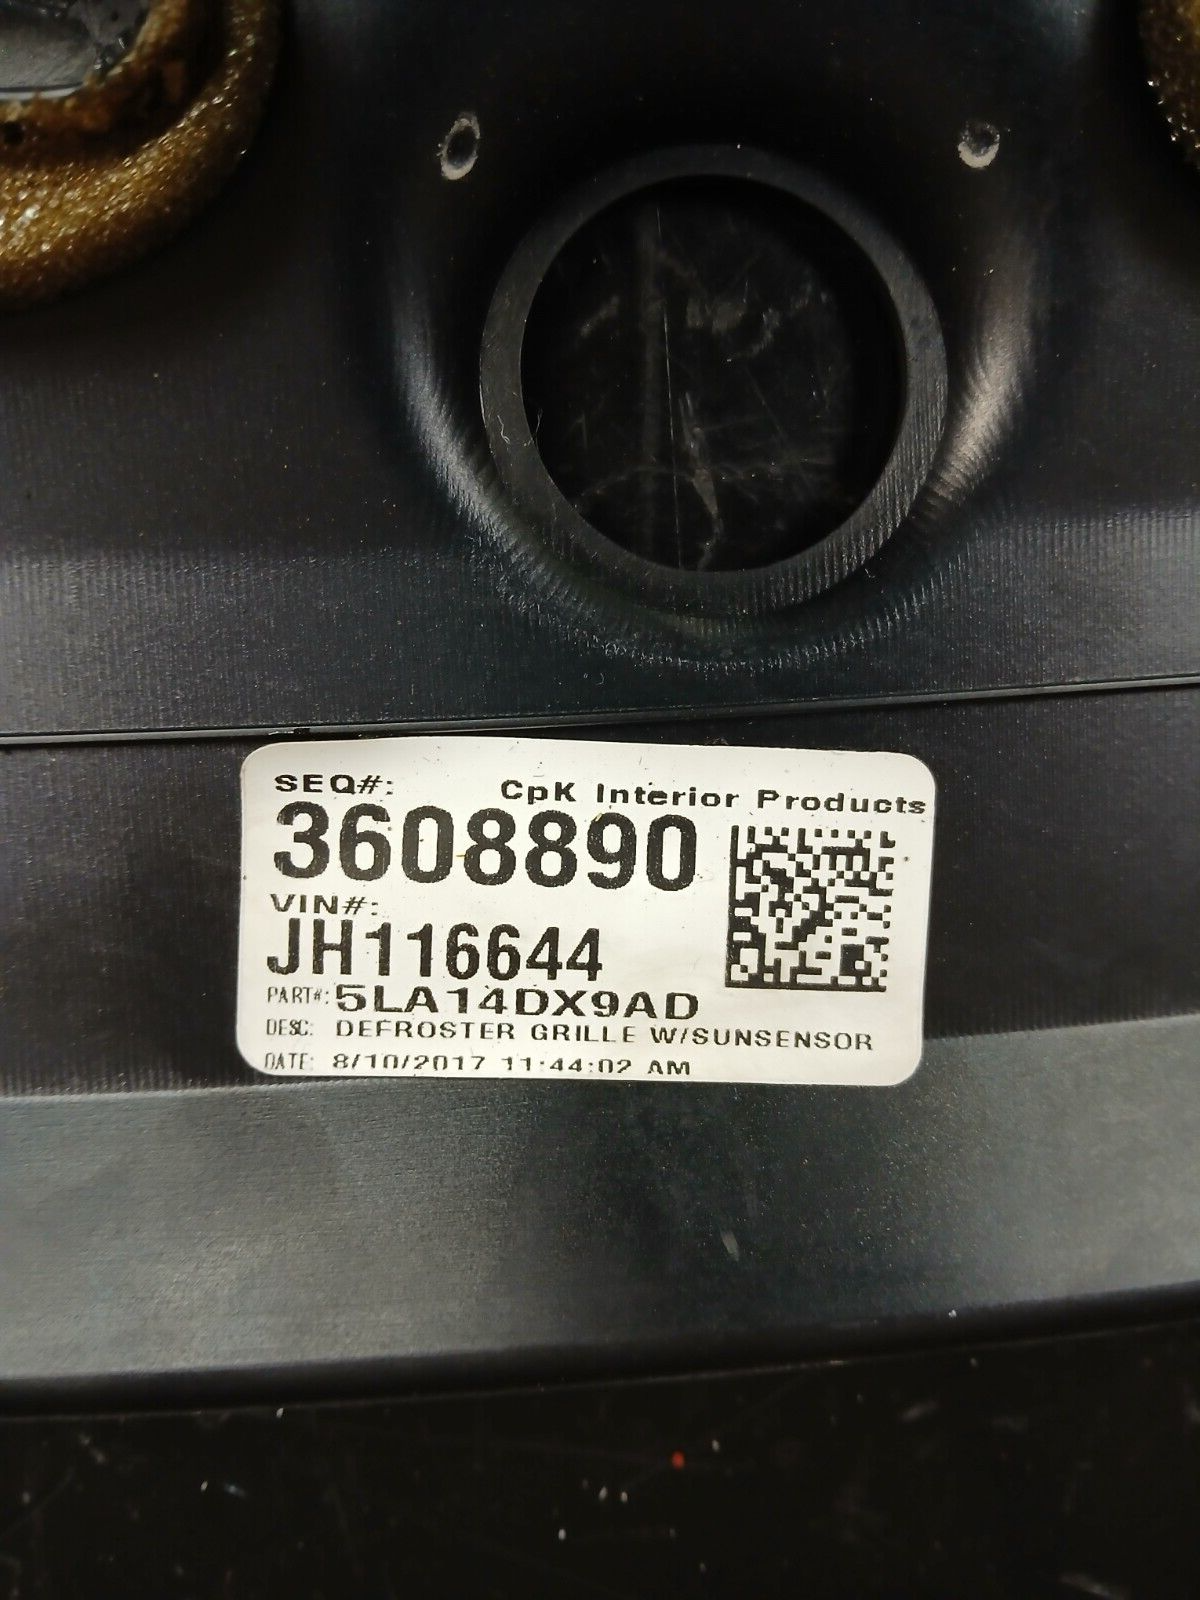 SEQ#: CpK Interior Products
3608890
VIN#:
JH116644
PART#: 5LA14DX9AD
DESC: DEFROSTER GRILLE W/SUNSENSOR
DATE: 8/10/2017 11:44:02 AM